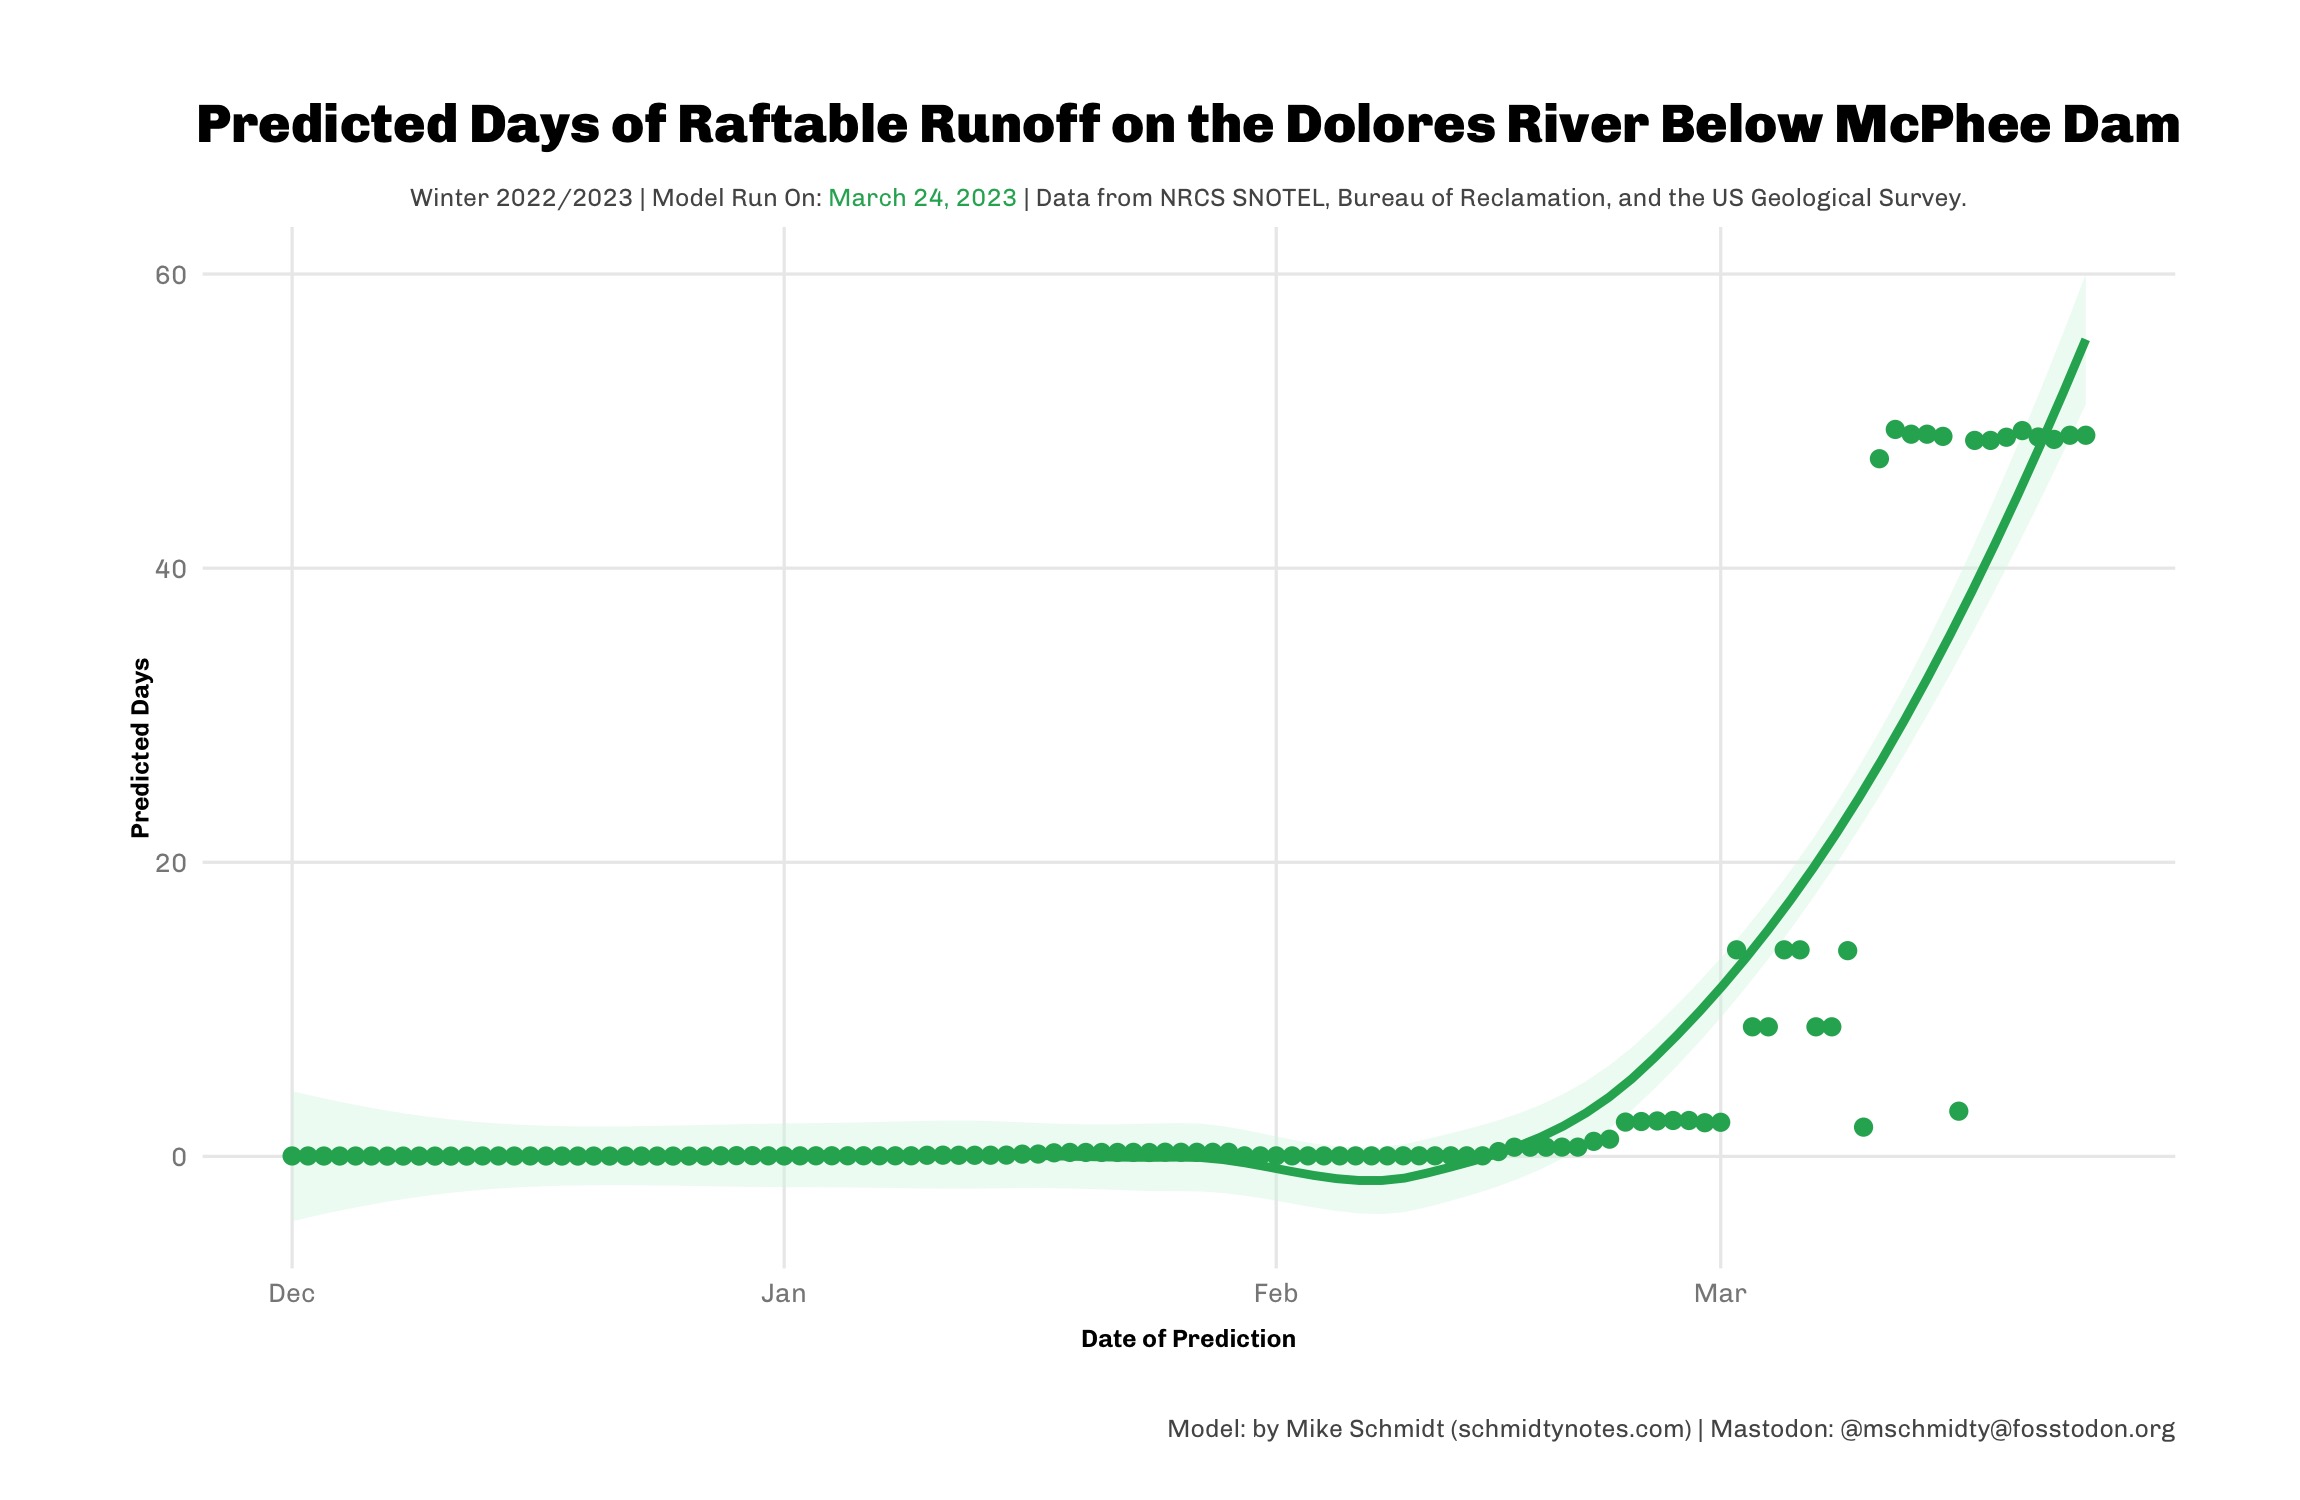 Predicted Days of Raftable Runoff on the Dolores River Below McPhee Dam
Winter 2022/2023 | Model Run On: March 24, 2023 | Data from NRCS SNOTEL, Bureau of Reclamation, and the US Geological Survey.
60
40
20
0
Predicted Days
Dec Jan Feb Mar
Date of Prediction
Model: by Mike Schmidt (schmidtynotes.com) | Mastodon: @mschmidty@fosstodon.org